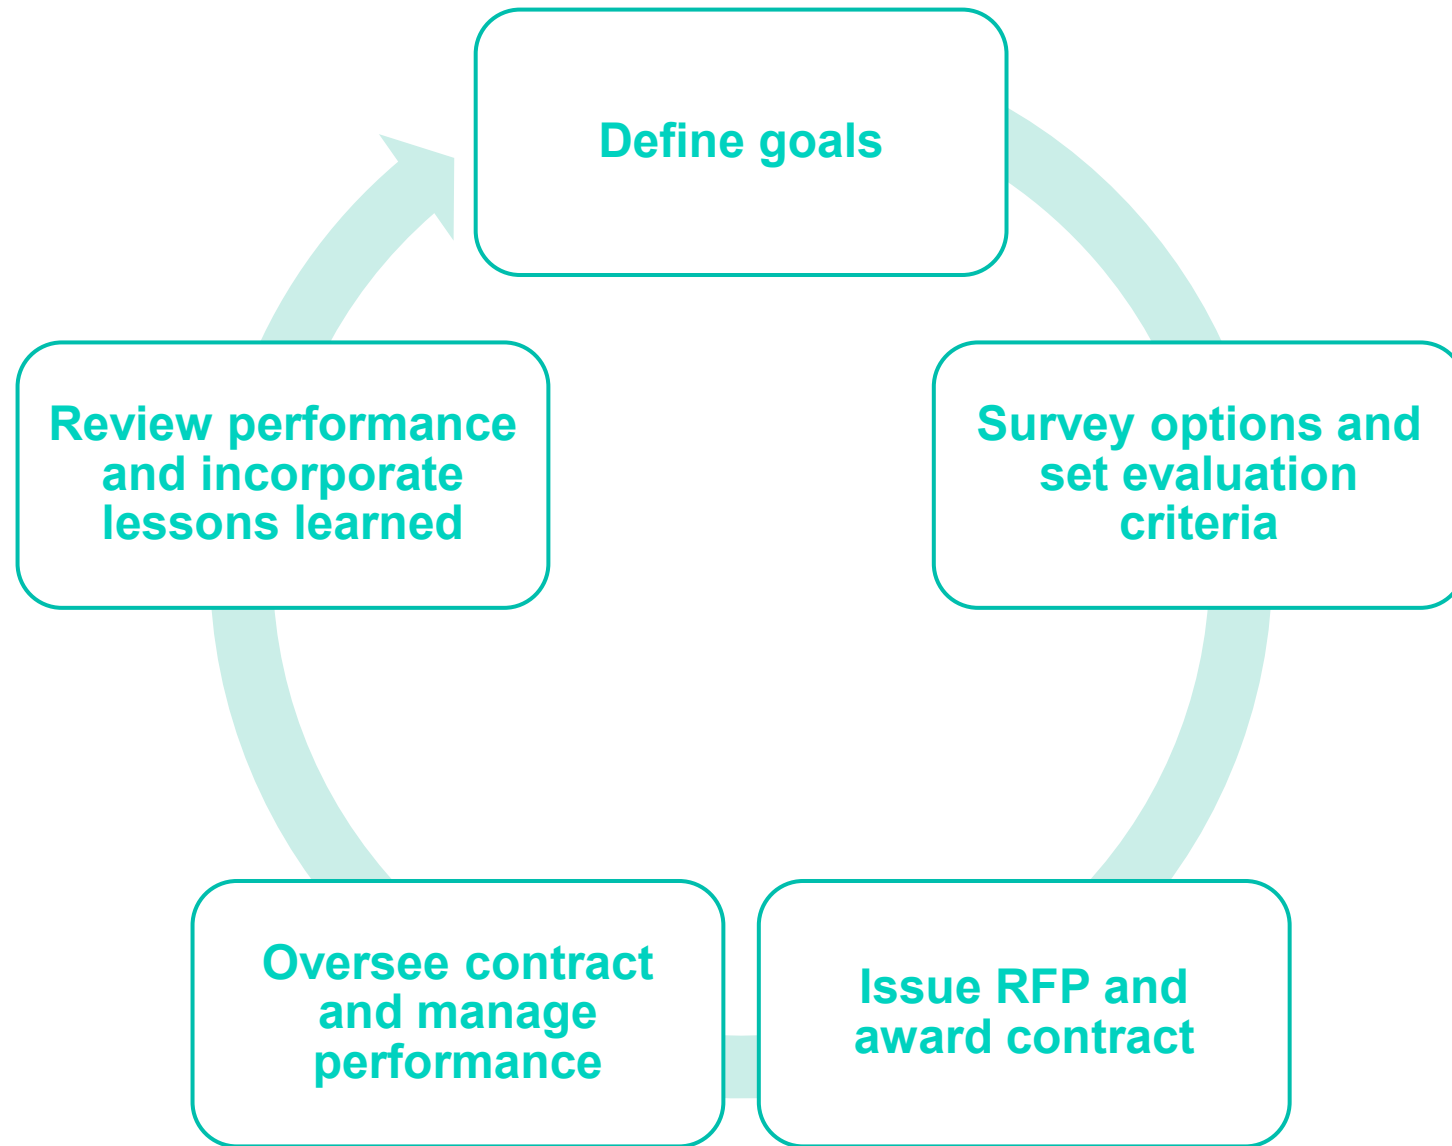 Define goals
Survey options and
set evaluation
criteria
Issue RFP and
award contract
Oversee contract
and manage
performance
Review performance
and incorporate
lessons learned